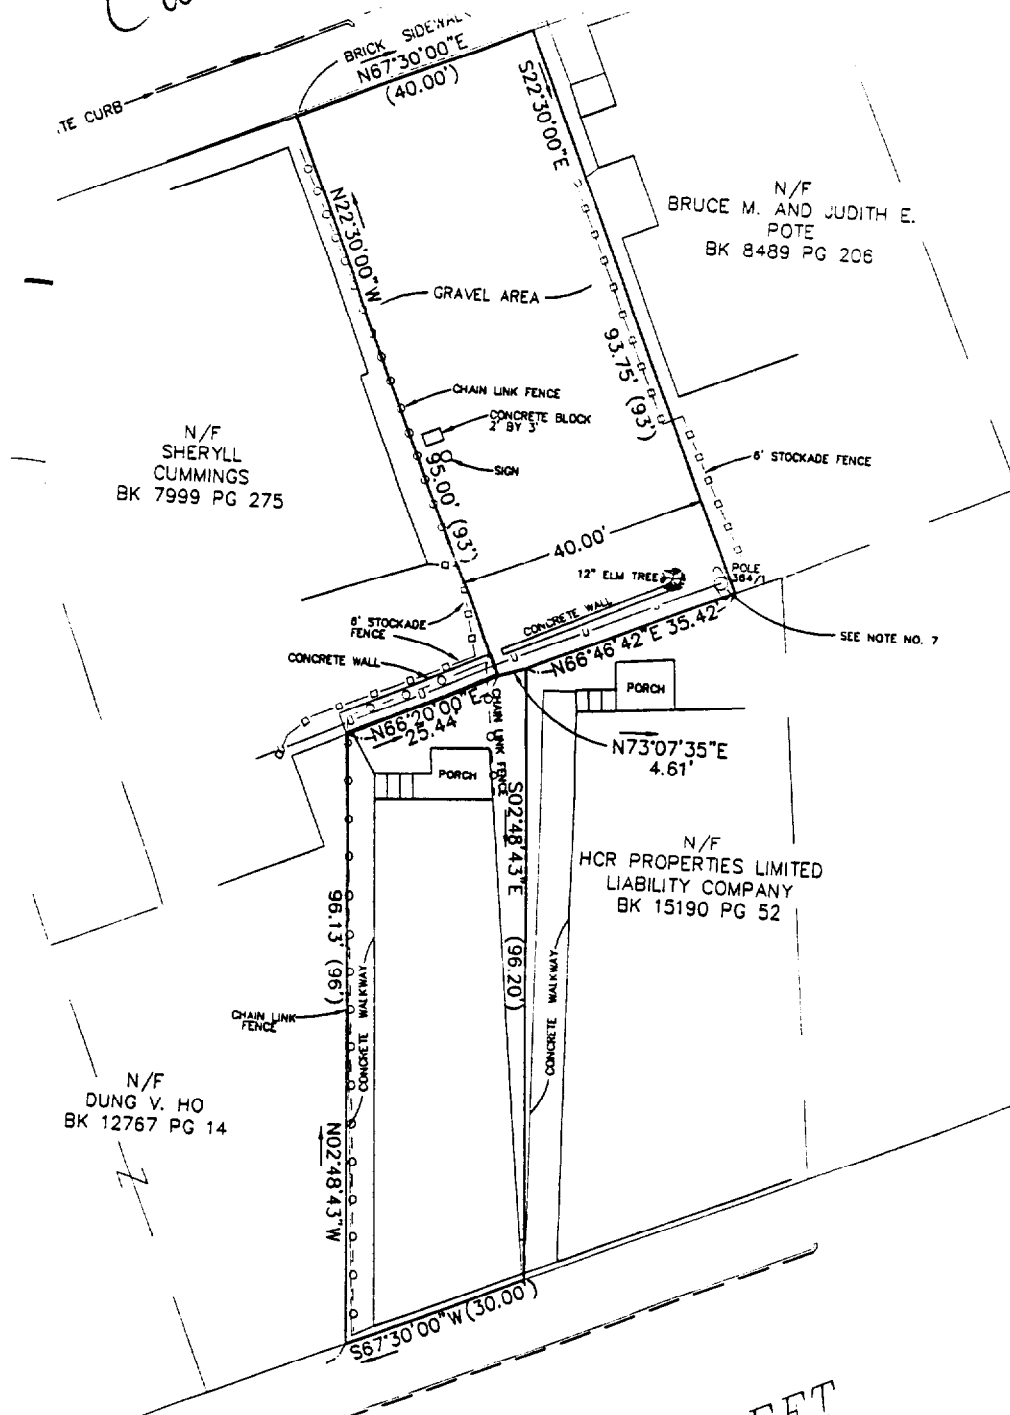 BRICK SIDEWAL
N67°30'00"E
(40.00')
TE CURB
S22°30'00"E
N/F
BRUCE M. AND JUDITH E.
POTE
BK 8489 PG 206
N22°30'00"W
GRAVEL AREA
93.75' (93')
CHAIN LINK FENCE
CONCRETE BLOCK
2' BY 3'
SIGN
95.00' (93')
N/F
SHERYLL
CUMMINGS
BK 7999 PG 275
6' STOCKADE FENCE
40.00'
12" ELM TREE
POLE
364/1
CONCRETE WALL
6' STOCKADE
FENCE
CONCRETE WALL
SEE NOTE NO. 7
N66°46'42"E 35.42'
N66°20'00"E
25.44'
CHAIN LINK FENCE
PORCH
N73°07'35"E
4.61'
PORCH
S02°48'43"E
(96.20')
N/F
HCR PROPERTIES LIMITED
LIABILITY COMPANY
BK 15190 PG 52
96.13' (96')
CONCRETE WALKWAY
CONCRETE WALKWAY
CHAIN LINK
FENCE
N/F
DUNG V. HO
BK 12767 PG 14
N02°48'43"W
S67°30'00"W (30.00')
EET